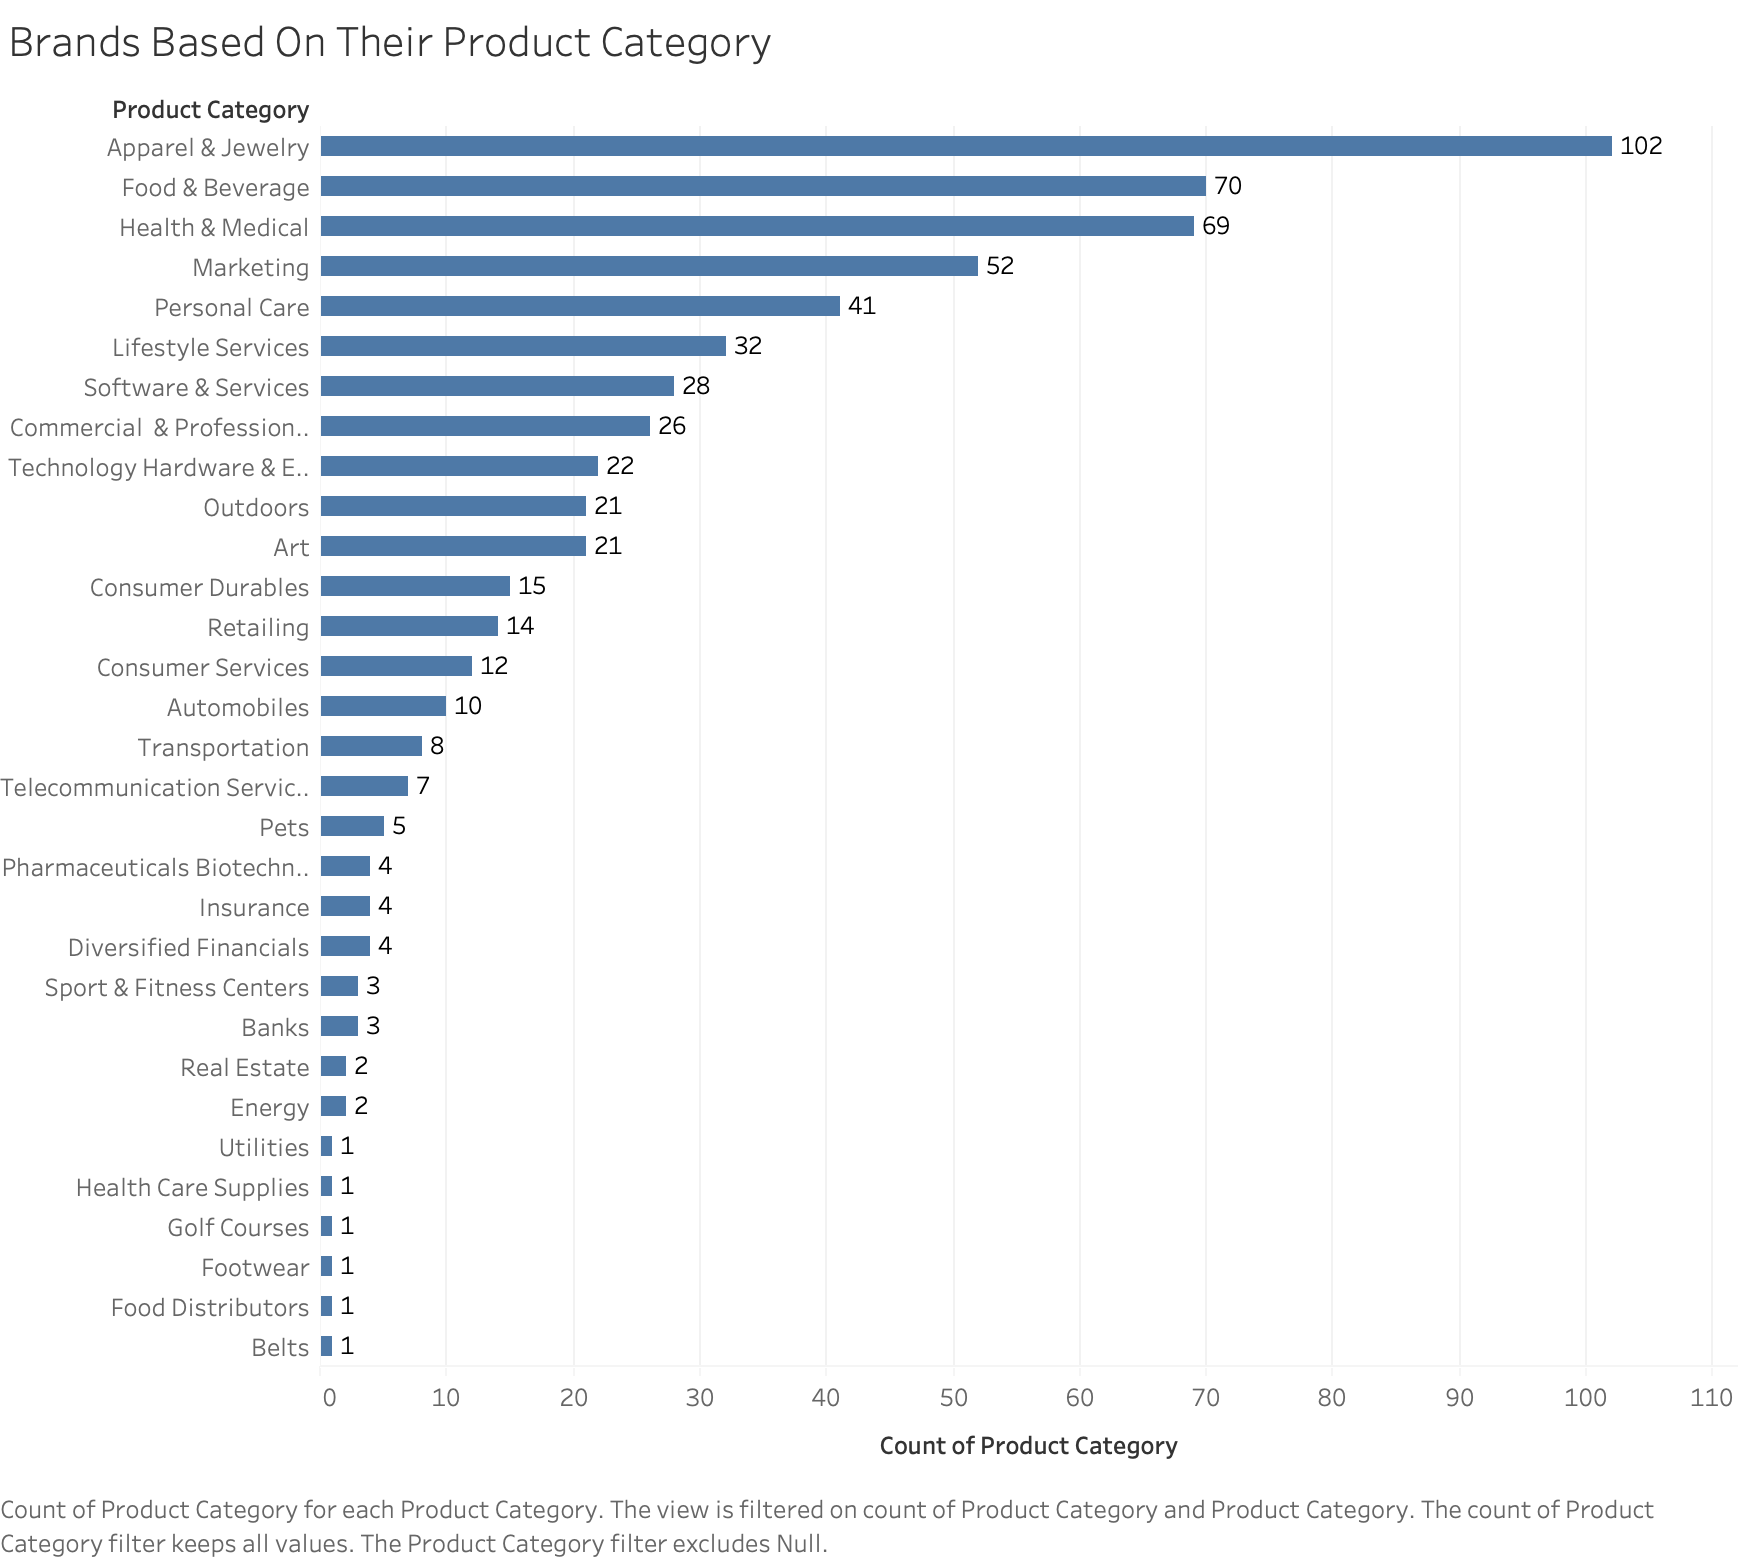 Brands Based On Their Product Category
Product Category
Apparel & Jewelry 102
Food & Beverage 70
Health & Medical 69
Marketing 52
Personal Care 41
Lifestyle Services 32
Software & Services 28
Commercial  & Profession.. 26
Technology Hardware & E.. 22
Outdoors 21
Art 21
Consumer Durables 15
Retailing 14
Consumer Services 12
Automobiles 10
Transportation 8
Telecommunication Servic.. 7
Pets 5
Pharmaceuticals Biotechn.. 4
Insurance 4
Diversified Financials 4
Sport & Fitness Centers 3
Banks 3
Real Estate 2
Energy 2
Utilities 1
Health Care Supplies 1
Golf Courses 1
Footwear 1
Food Distributors 1
Belts 1
0 10 20 30 40 50 60 70 80 90 100 110
Count of Product Category
Count of Product Category for each Product Category. The view is filtered on count of Product Category and Product Category. The count of Product
Category filter keeps all values. The Product Category filter excludes Null.